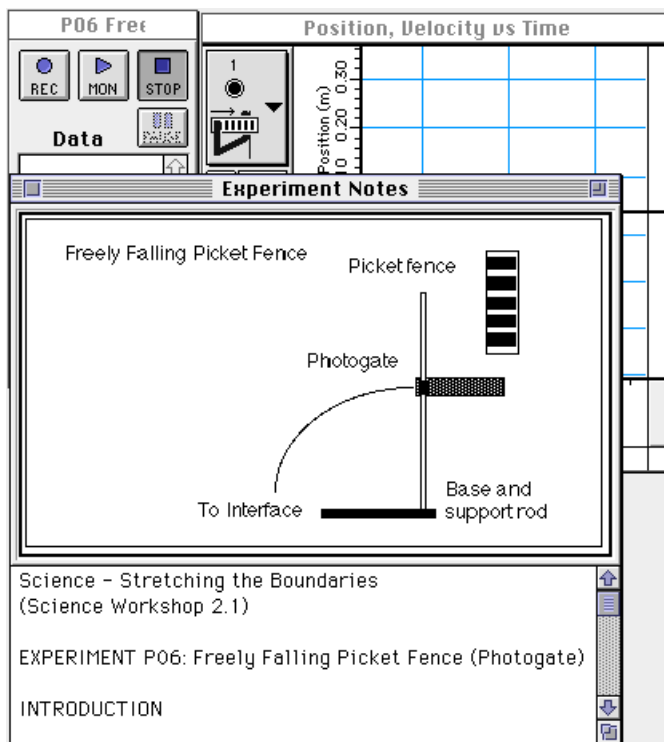 P06 Free
Position, Velocity vs Time
REC
MON
STOP
PAUSE
Data
1
Position (m)
0.30
0.20
Experiment Notes
Freely Falling Picket Fence
Picket fence
Photogate
To Interface
Base and
support rod
Science - Stretching the Boundaries
(Science Workshop 2.1)
EXPERIMENT P06: Freely Falling Picket Fence (Photogate)
INTRODUCTION